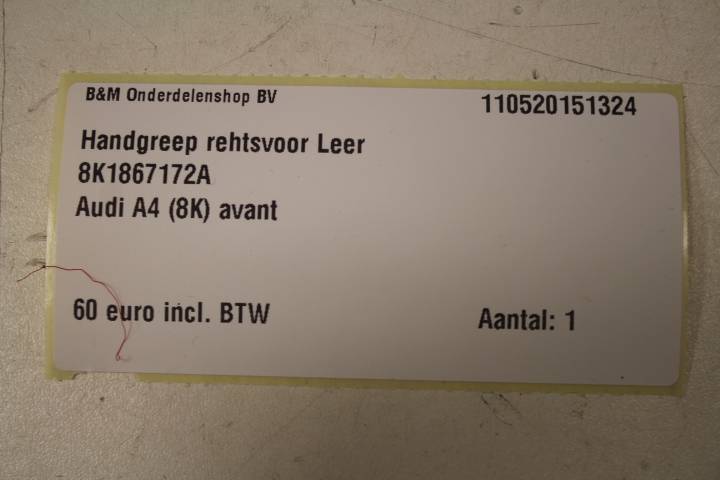 B&M Onderdelenshop BV
110520151324
Handgreep rehtsvoor Leer
8K1867172A
Audi A4 (8K) avant
60 euro incl. BTW
Aantal: 1